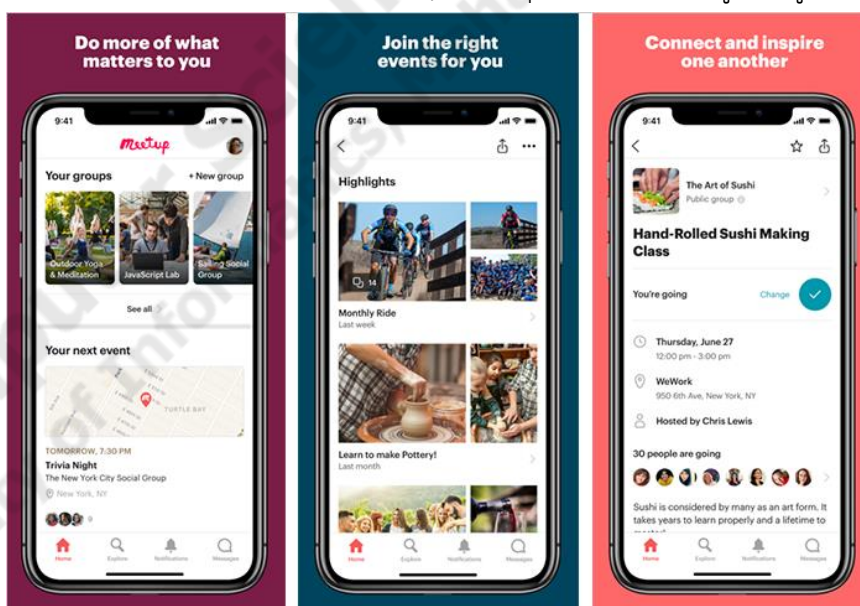 Do more of what
matters to you
9:41
Meetup
Your groups
+ New group
Outdoor Yoga
& Meditation
JavaScript Lab
Sailing Social
Group
See all
Your next event
TURTLE BAY
TOMORROW, 7:30 PM
Trivia Night
The New York City Social Group
New York, NY
9
Home
Explore
Notifications
Messages
Join the right
events for you
9:41
Highlights
14
Monthly Ride
Last week
Learn to make Pottery!
Last month
Home
Explore
Notifications
Messages
Connect and inspire
one another
9:41
The Art of Sushi
Public group
Hand-Rolled Sushi Making
Class
You're going
Change
Thursday, June 27
12:00 pm - 3:00 pm
WeWork
950 6th Ave, New York, NY
Hosted by Chris Lewis
30 people are going
Sushi is considered by many as an art form. It
takes years to learn properly and a lifetime to
Home
Explore
Notifications
Messages